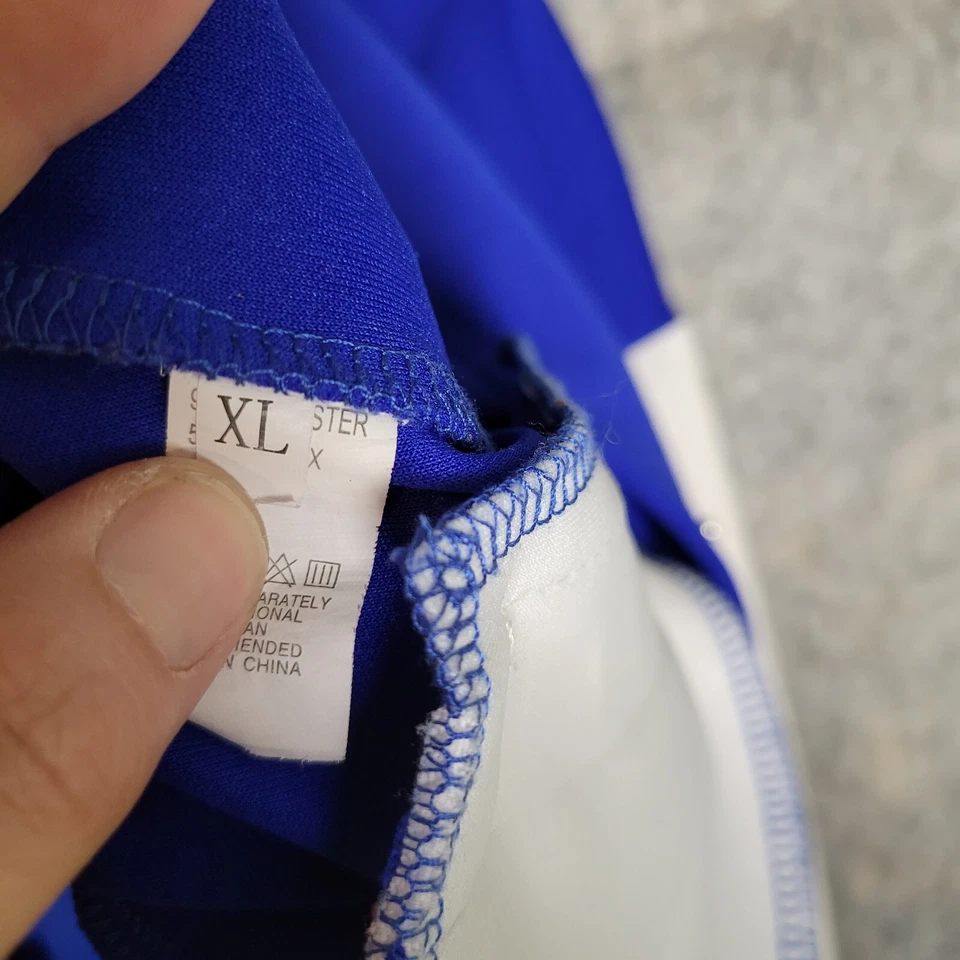 XL
STER
X
ARATELY
IONAL
AN
MENDED
N CHINA